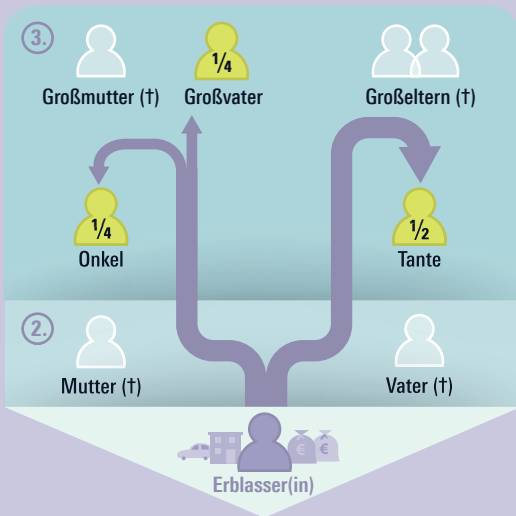 3.
1/4
Großmutter (†) Großvater Großeltern (†)
1/4 1/2
Onkel Tante
2.
Mutter (†) Vater (†)
€ €
Erblasser(in)